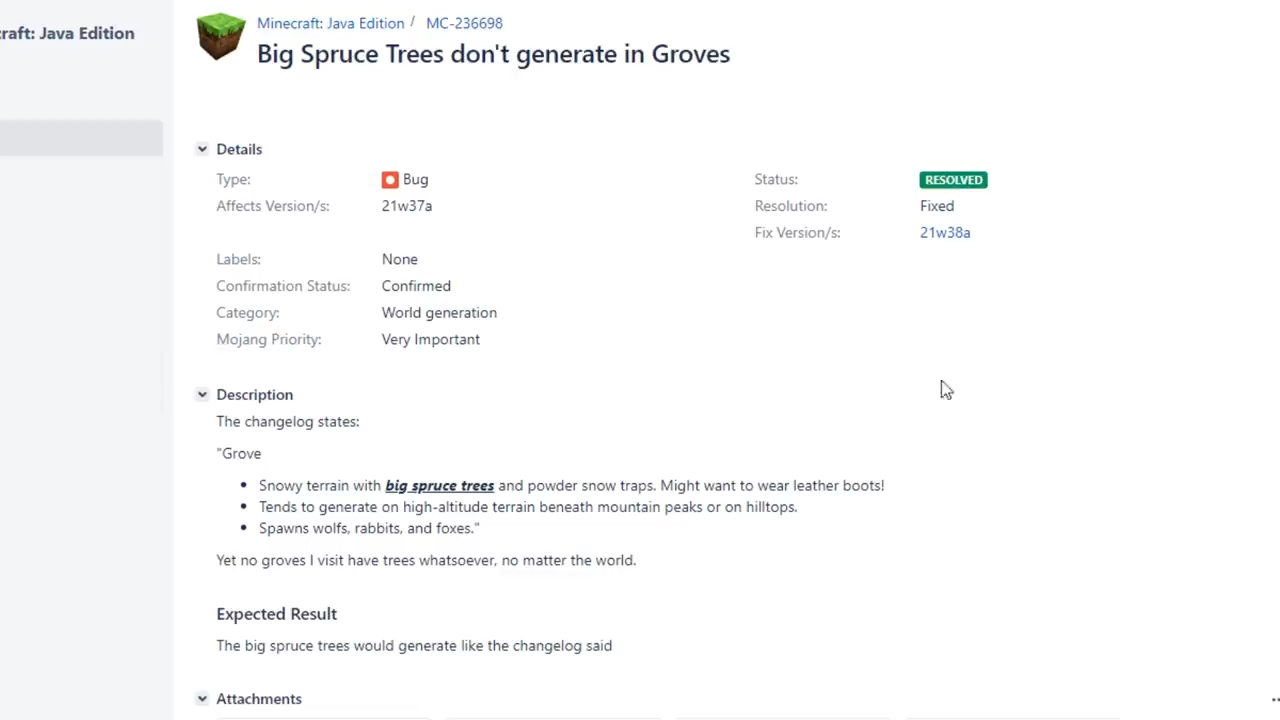 raft: Java Edition
Minecraft: Java Edition / MC-236698
Big Spruce Trees don't generate in Groves
Details
Type: Bug
Status: RESOLVED
Affects Version/s: 21w37a
Resolution: Fixed
Fix Version/s: 21w38a
Labels: None
Confirmation Status: Confirmed
Category: World generation
Mojang Priority: Very Important
Description
The changelog states:
"Grove
• Snowy terrain with big spruce trees and powder snow traps. Might want to wear leather boots!
• Tends to generate on high-altitude terrain beneath mountain peaks or on hilltops.
• Spawns wolfs, rabbits, and foxes."
Yet no groves I visit have trees whatsoever, no matter the world.
Expected Result
The big spruce trees would generate like the changelog said
Attachments